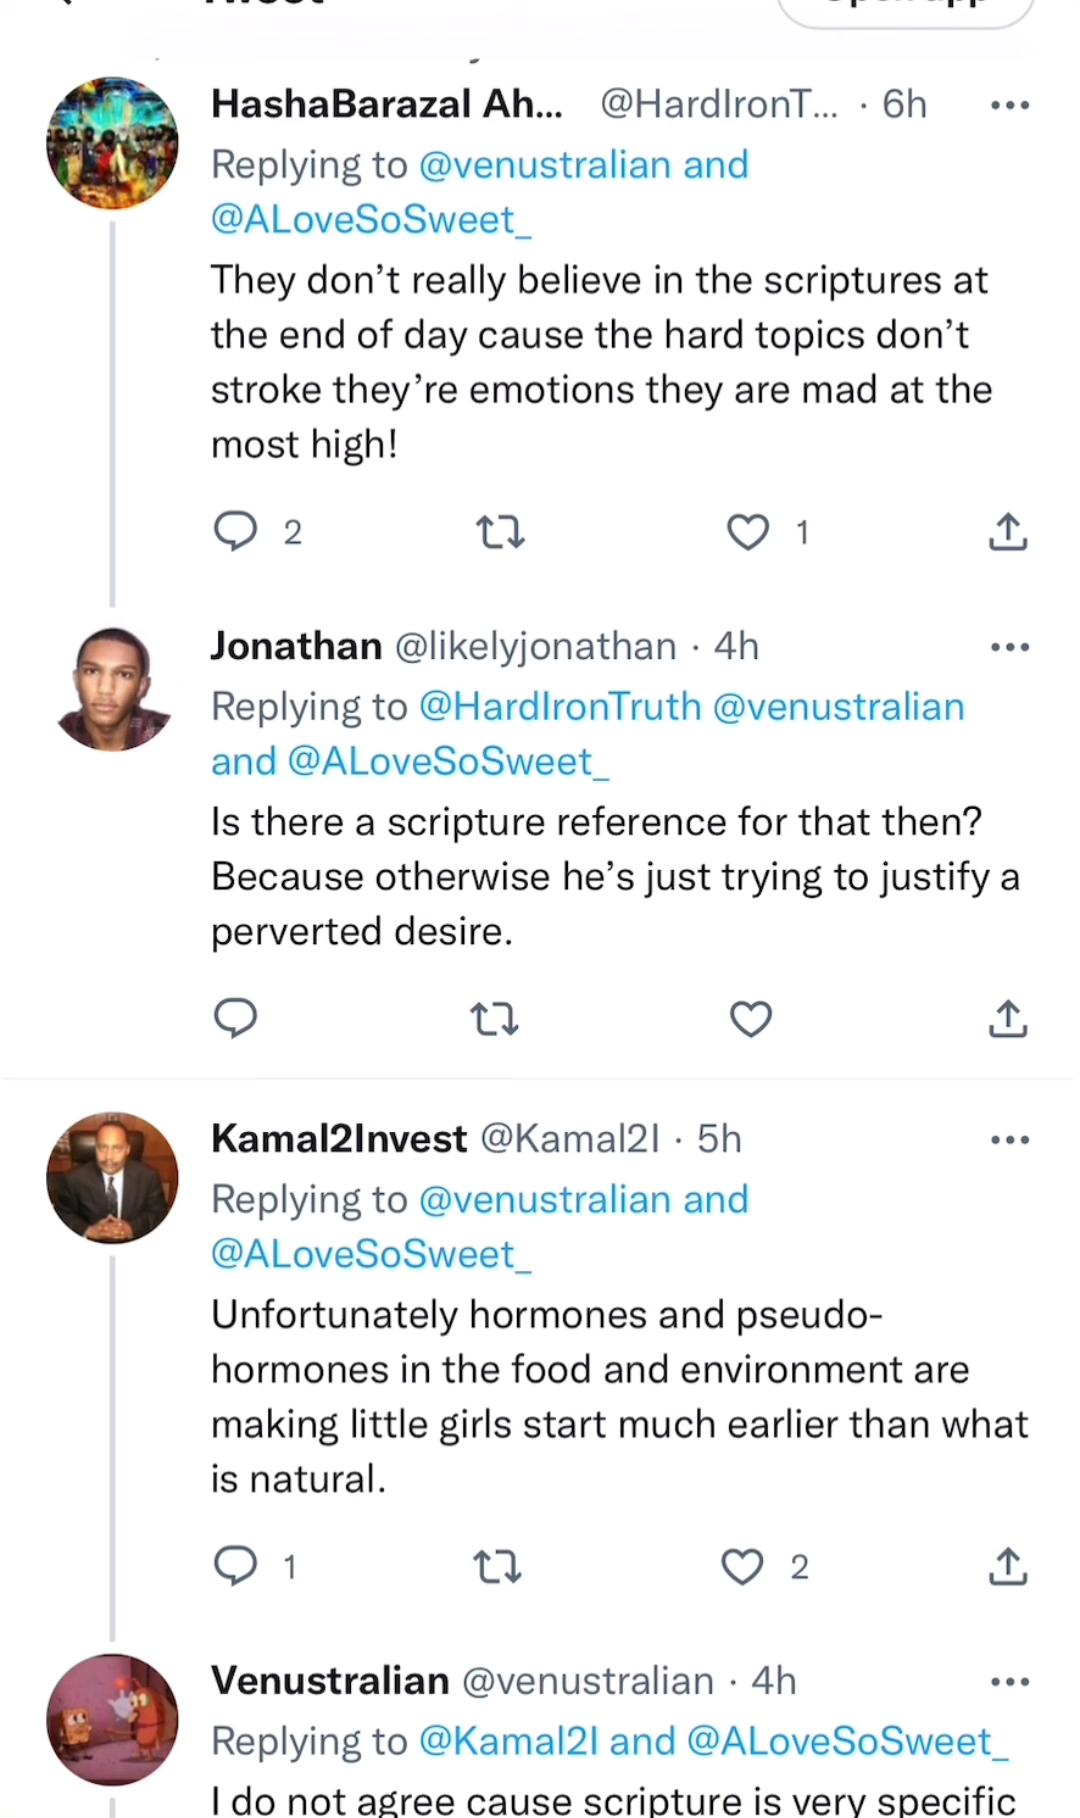 Tweet
Open app
HashaBarazal Ah... @HardIronT... · 6h
Replying to @venustralian and
@ALoveSoSweet_
They don’t really believe in the scriptures at
the end of day cause the hard topics don’t
stroke they’re emotions they are mad at the
most high!
2 1
Jonathan @likelyjonathan · 4h
Replying to @HardIronTruth @venustralian
and @ALoveSoSweet_
Is there a scripture reference for that then?
Because otherwise he’s just trying to justify a
perverted desire.
Kamal2Invest @Kamal2I · 5h
Replying to @venustralian and
@ALoveSoSweet_
Unfortunately hormones and pseudo-
hormones in the food and environment are
making little girls start much earlier than what
is natural.
1 2
Venustralian @venustralian · 4h
Replying to @Kamal2I and @ALoveSoSweet_
I do not agree cause scripture is very specific